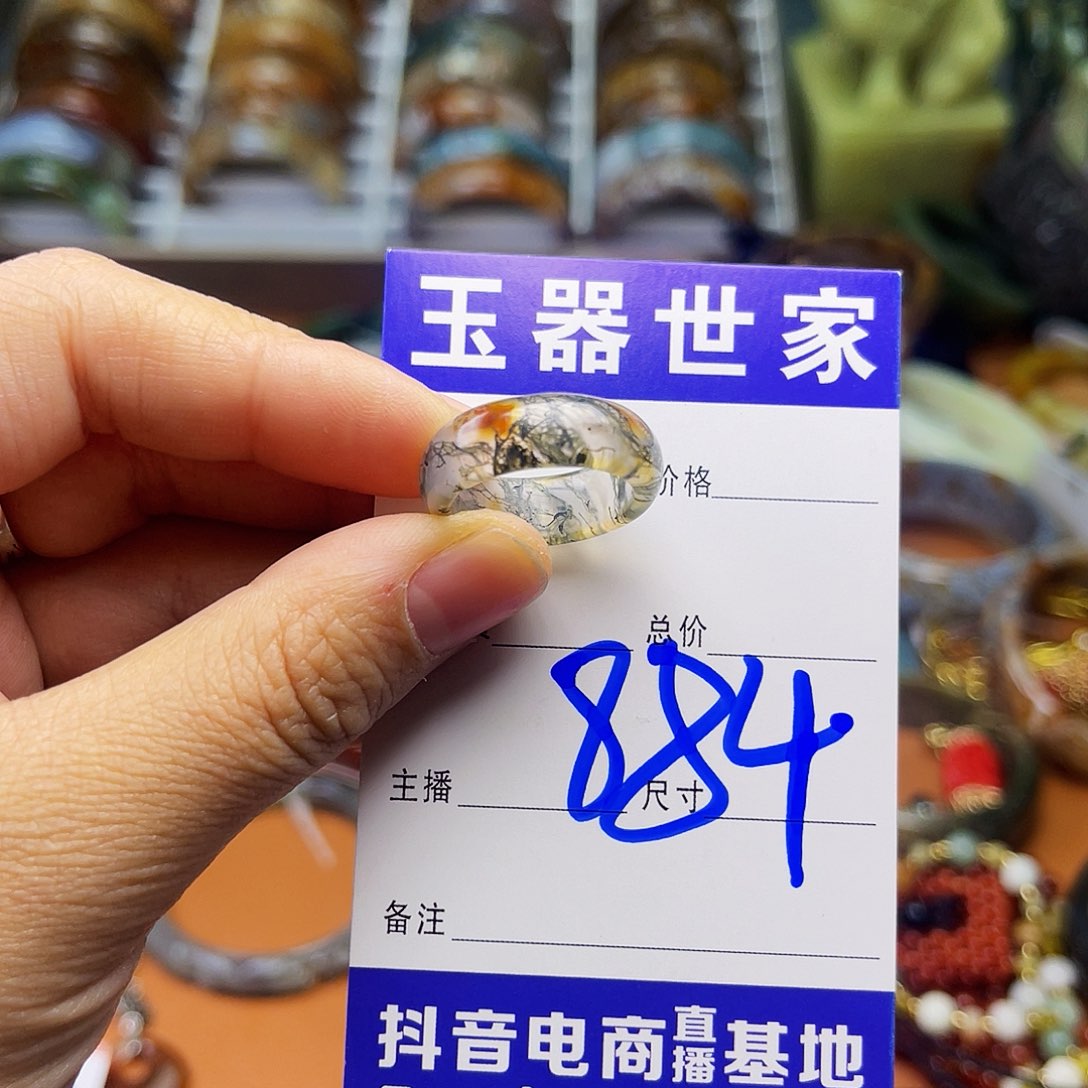 玉器世家
价格
总价
884
主播 尺寸
备注
抖音电商直播基地